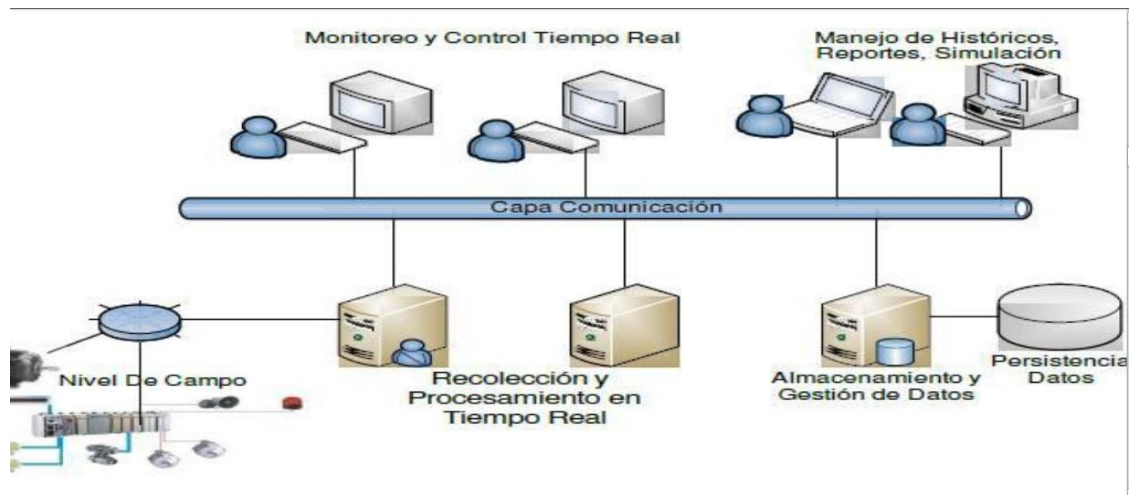 Monitoreo y Control Tiempo Real
Manejo de Históricos,
Reportes, Simulación
Capa Comunicación
Nivel De Campo
Recolección y
Procesamiento en
Tiempo Real
Almacenamiento y
Gestión de Datos
Persistencia
Datos